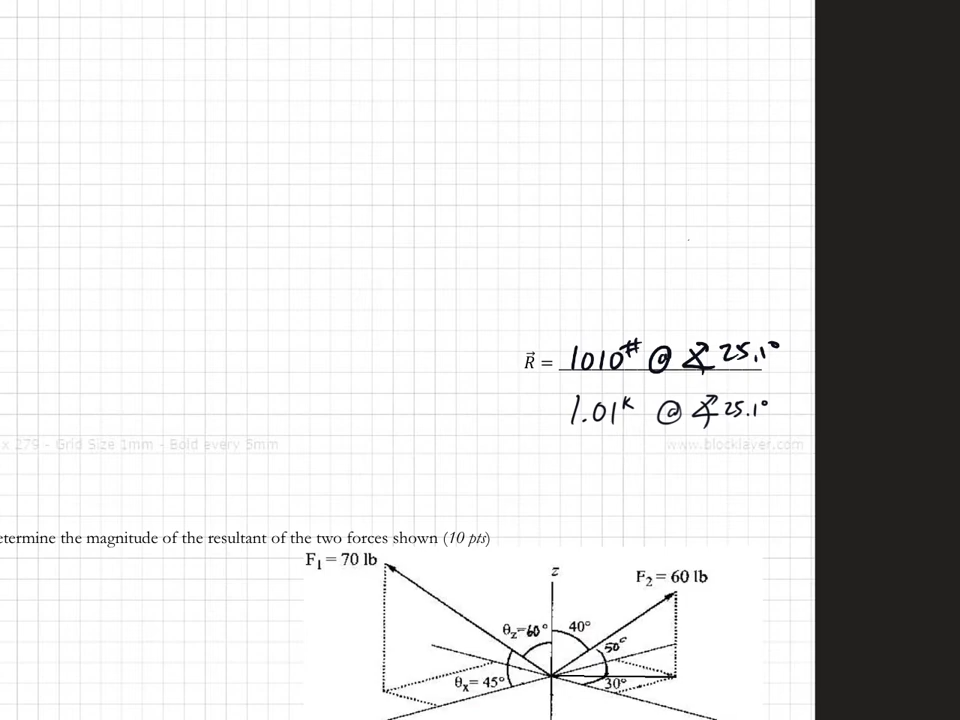 R = 1010# @ ∡ 25.1°
1.01k @ ∡ 25.1°
x 279 - Grid Size 1mm - Bold every 5mm
www.blocklayer.com
etermine the magnitude of the resultant of the two forces shown (10 pts)
F1 = 70 lb
z
F2 = 60 lb
θz=60°
40°
50°
θx= 45°
30°